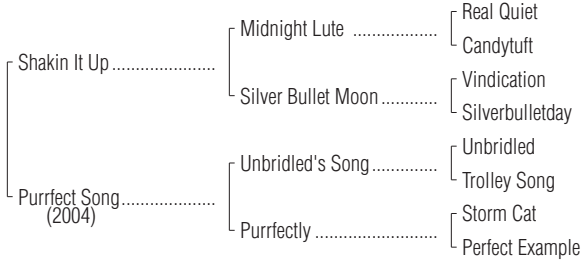 Real Quiet
Midnight Lute ..................
Candytuft
Shakin It Up ......................
Vindication
Silver Bullet Moon ............
Silverbulletday
Unbridled
Unbridled's Song ..............
Trolley Song
Purrfect Song ....................
(2004)
Storm Cat
Purrfectly ..........................
Perfect Example